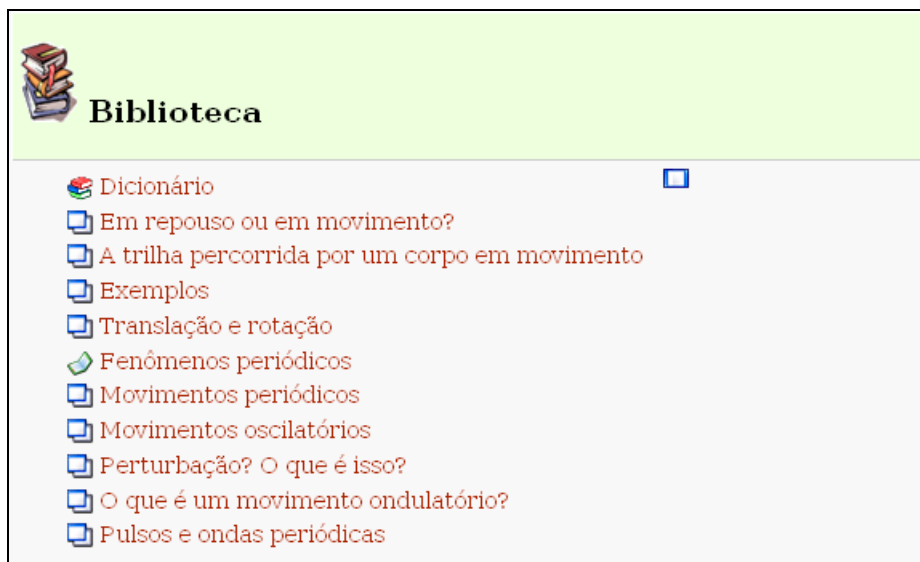 Biblioteca
Dicionário
Em repouso ou em movimento?
A trilha percorrida por um corpo em movimento
Exemplos
Translação e rotação
Fenômenos periódicos
Movimentos periódicos
Movimentos oscilatórios
Perturbação? O que é isso?
O que é um movimento ondulatório?
Pulsos e ondas periódicas